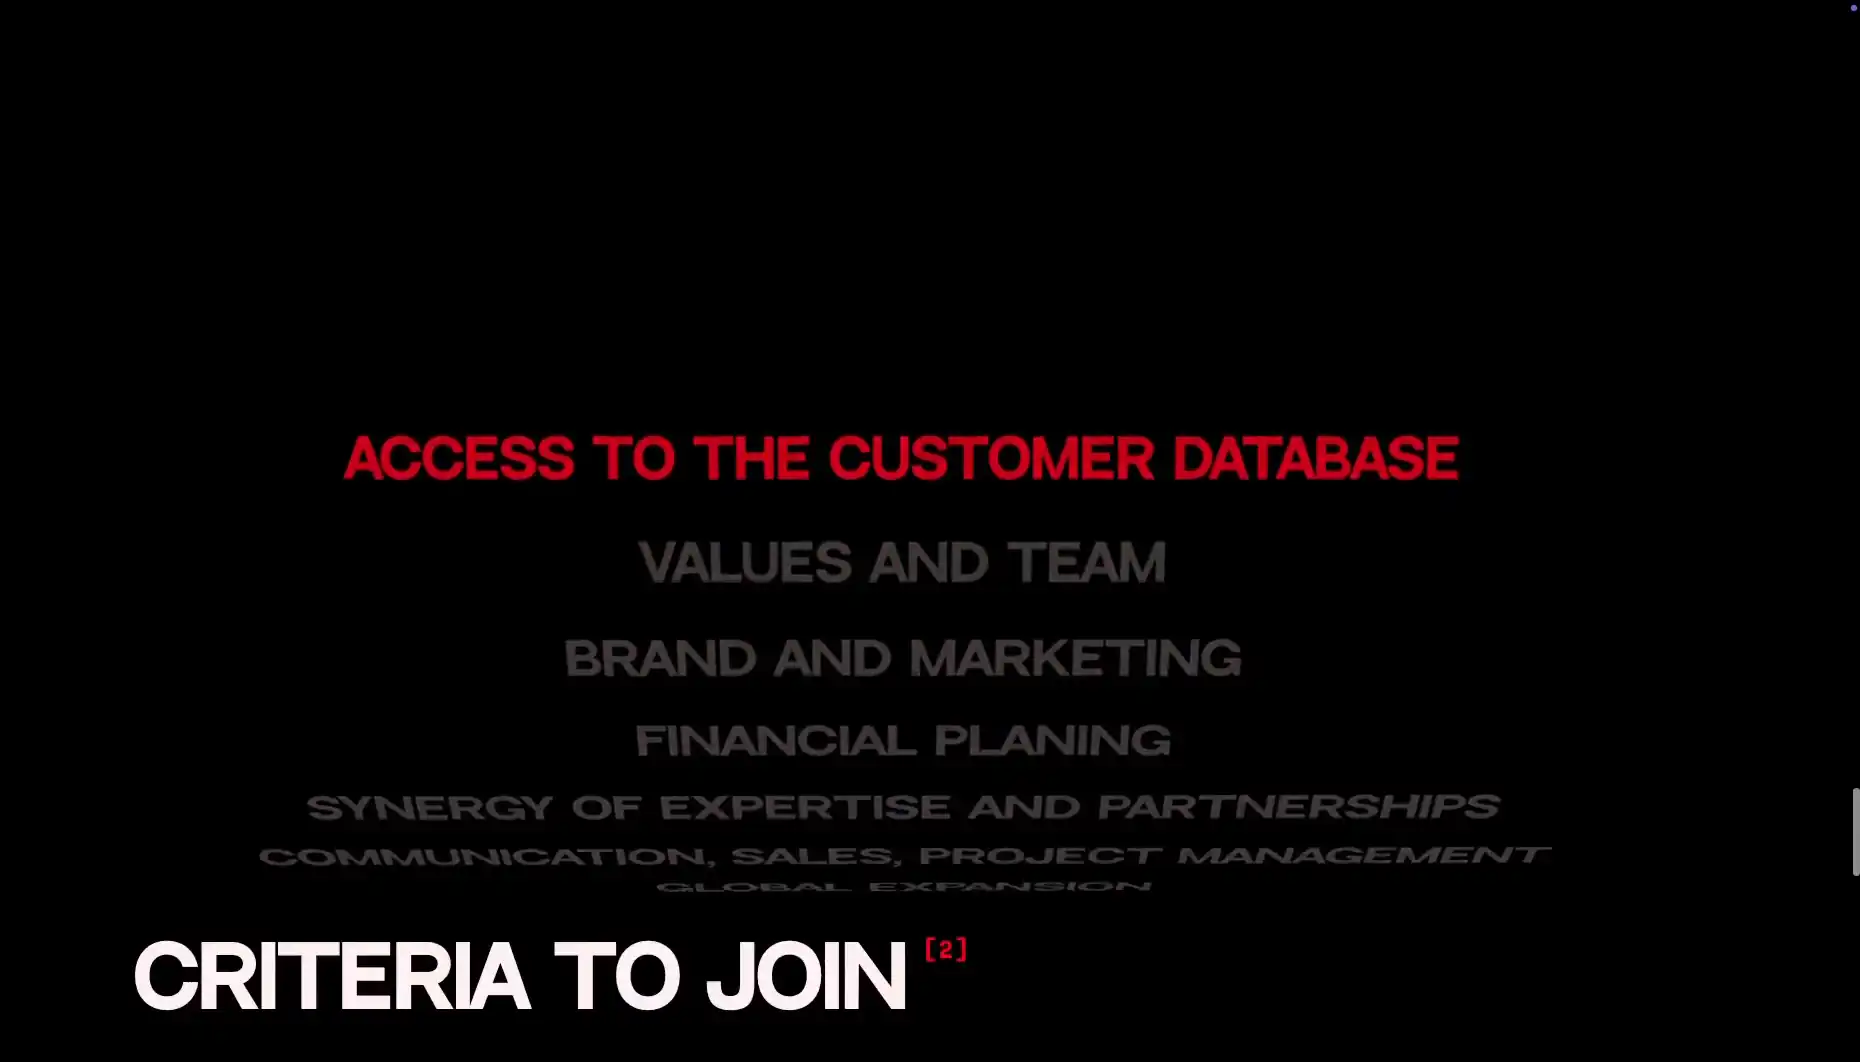 ACCESS TO THE CUSTOMER DATABASE
VALUES AND TEAM
BRAND AND MARKETING
FINANCIAL PLANING
SYNERGY OF EXPERTISE AND PARTNERSHIPS
COMMUNICATION, SALES, PROJECT MANAGEMENT
GLOBAL EXPANSION
CRITERIA TO JOIN [2]